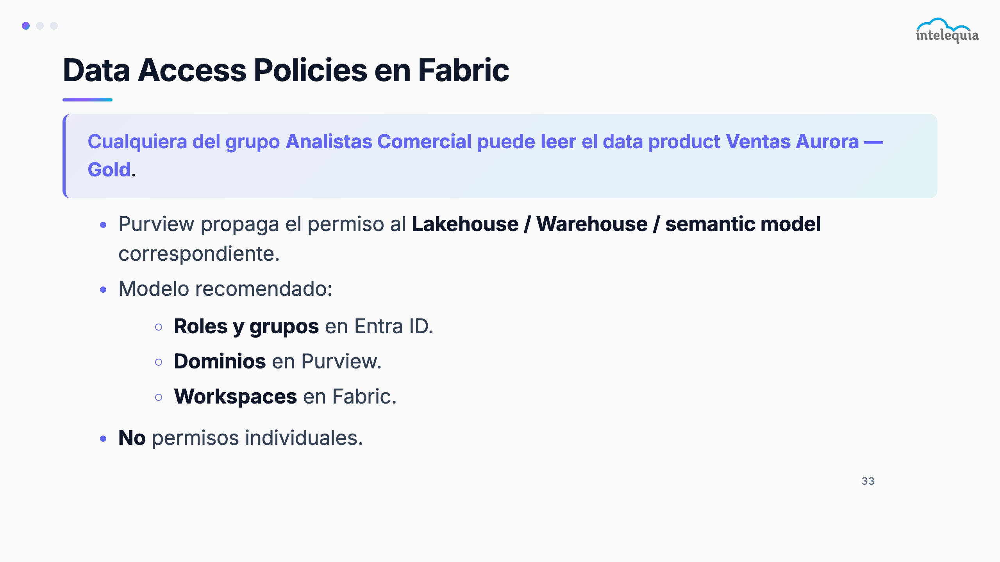 intelequia
Data Access Policies en Fabric
Cualquiera del grupo Analistas Comercial puede leer el data product Ventas Aurora —
Gold.
• Purview propaga el permiso al Lakehouse / Warehouse / semantic model
correspondiente.
• Modelo recomendado:
○ Roles y grupos en Entra ID.
○ Dominios en Purview.
○ Workspaces en Fabric.
• No permisos individuales.
33